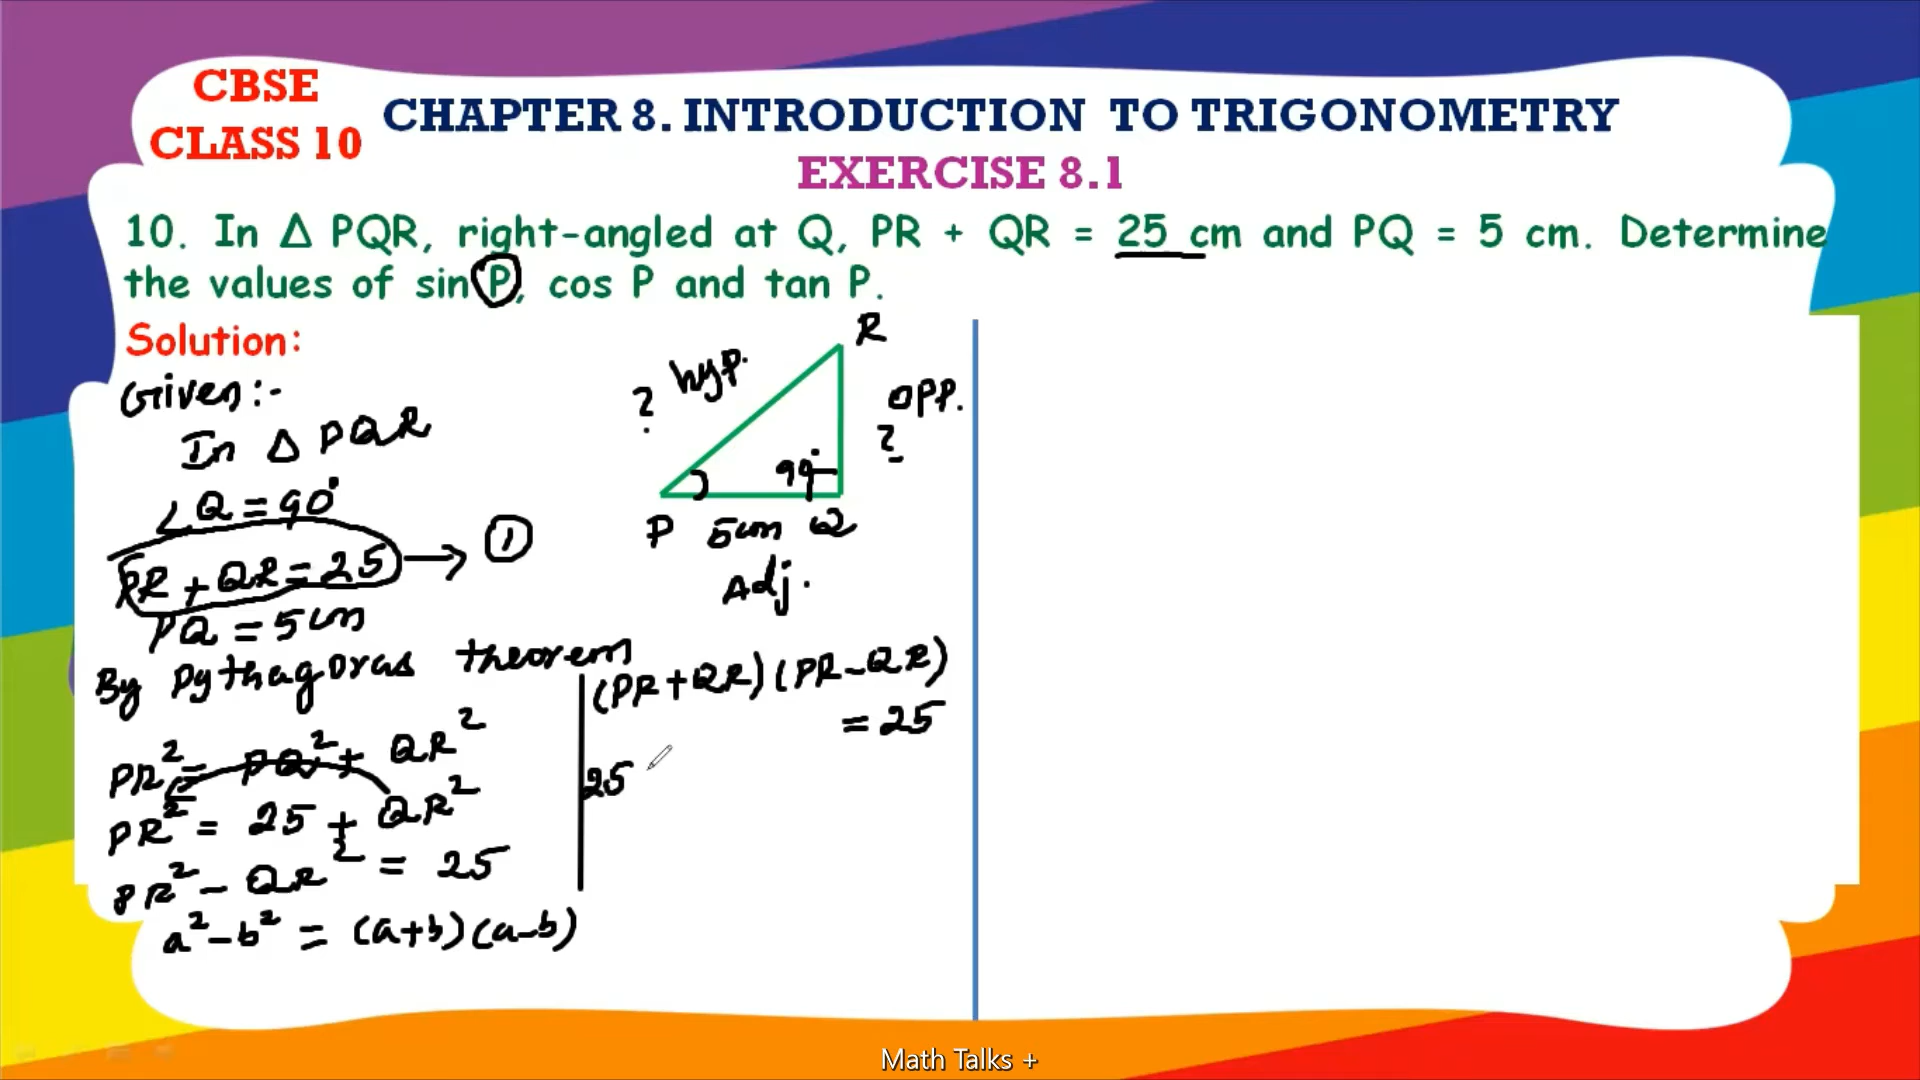 CBSE
CLASS 10
CHAPTER 8. INTRODUCTION TO TRIGONOMETRY
EXERCISE 8.1
10. In Δ PQR, right-angled at Q, PR + QR = 25 cm and PQ = 5 cm. Determine
the values of sin P, cos P and tan P.
Solution:
Given:-
In Δ PQR
∠Q = 90°
PR + QR = 25 → ①
PQ = 5cm
By Pythagoras theorem
PR² = PQ² + QR²
PR² = 25 + QR²
PR² - QR² = 25
a² - b² = (a+b)(a-b)
R
hyp.
?
opp.
?
90°
P 5cm Q
Adj.
(PR+QR)(PR-QR)
= 25
25
Math Talks +